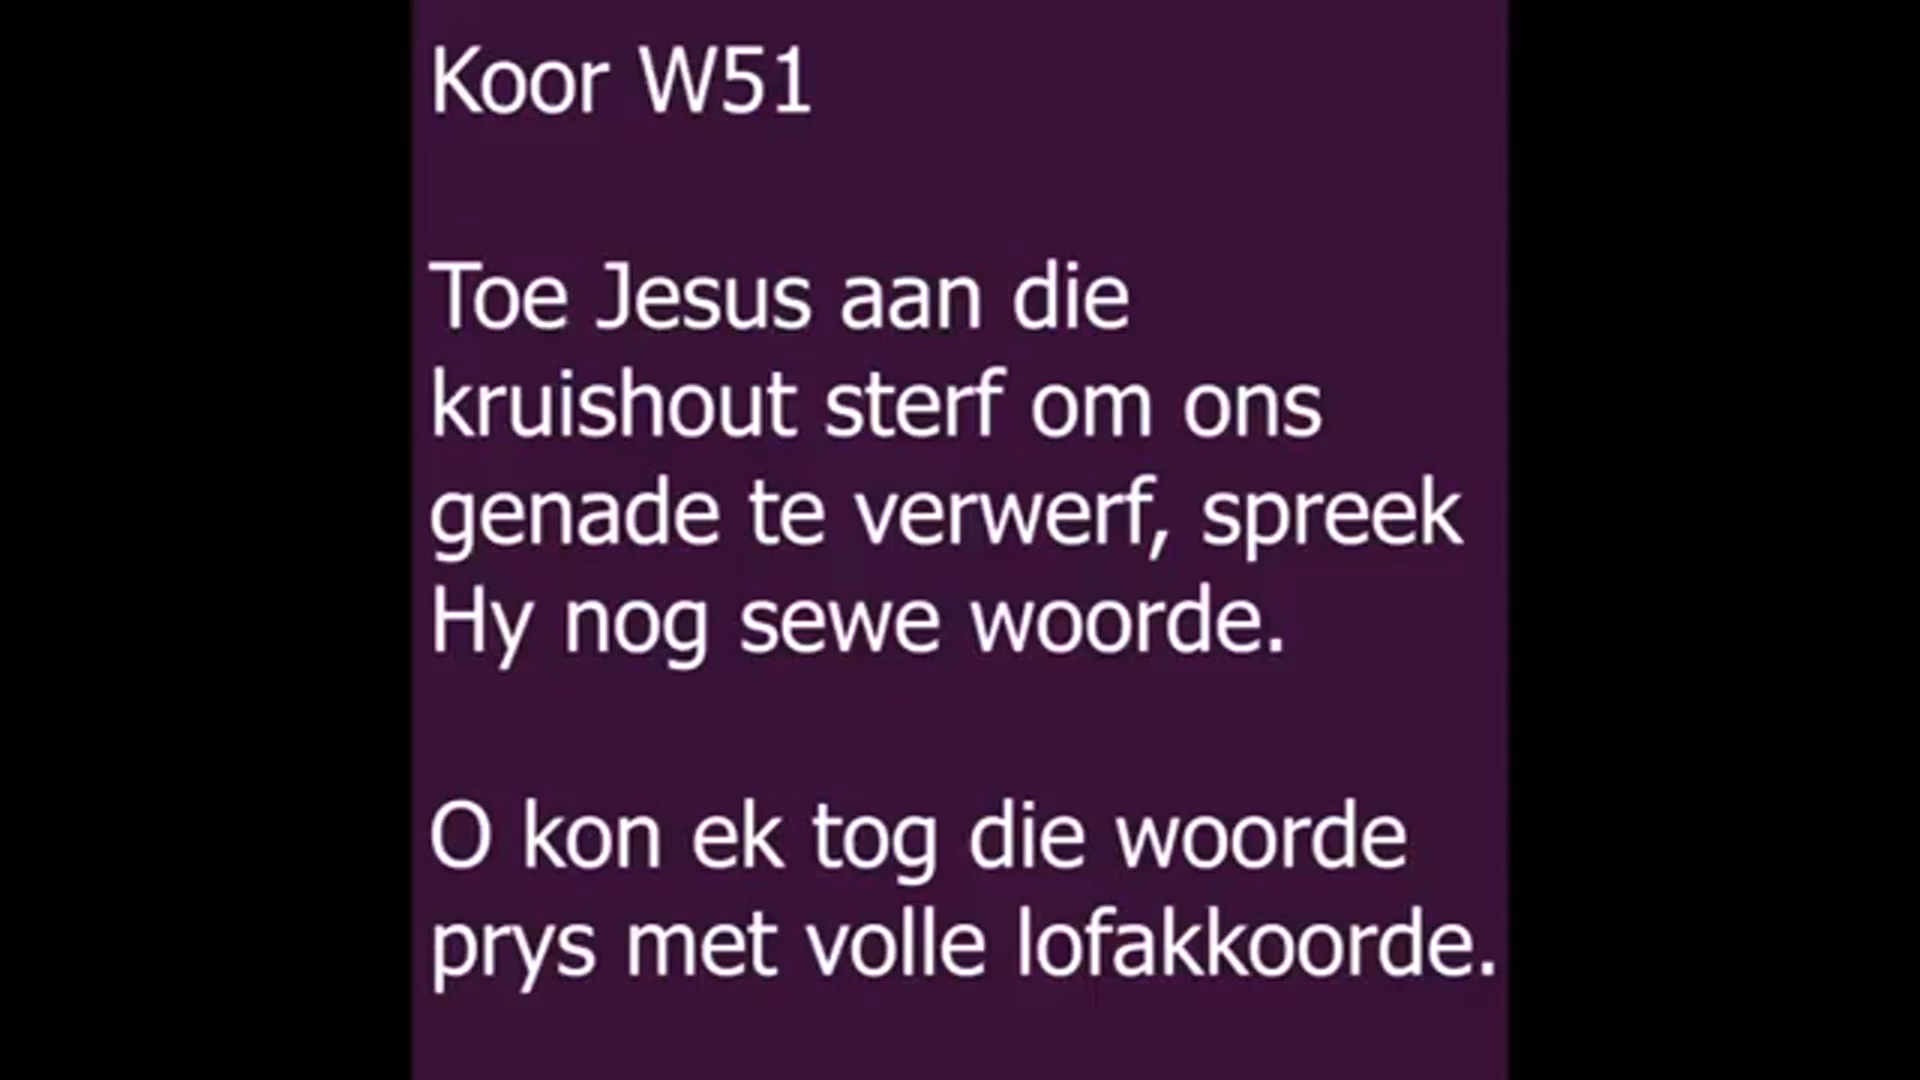 Koor W51
Toe Jesus aan die
kruishout sterf om ons
genade te verwerf, spreek
Hy nog sewe woorde.
O kon ek tog die woorde
prys met volle lofakkoorde.